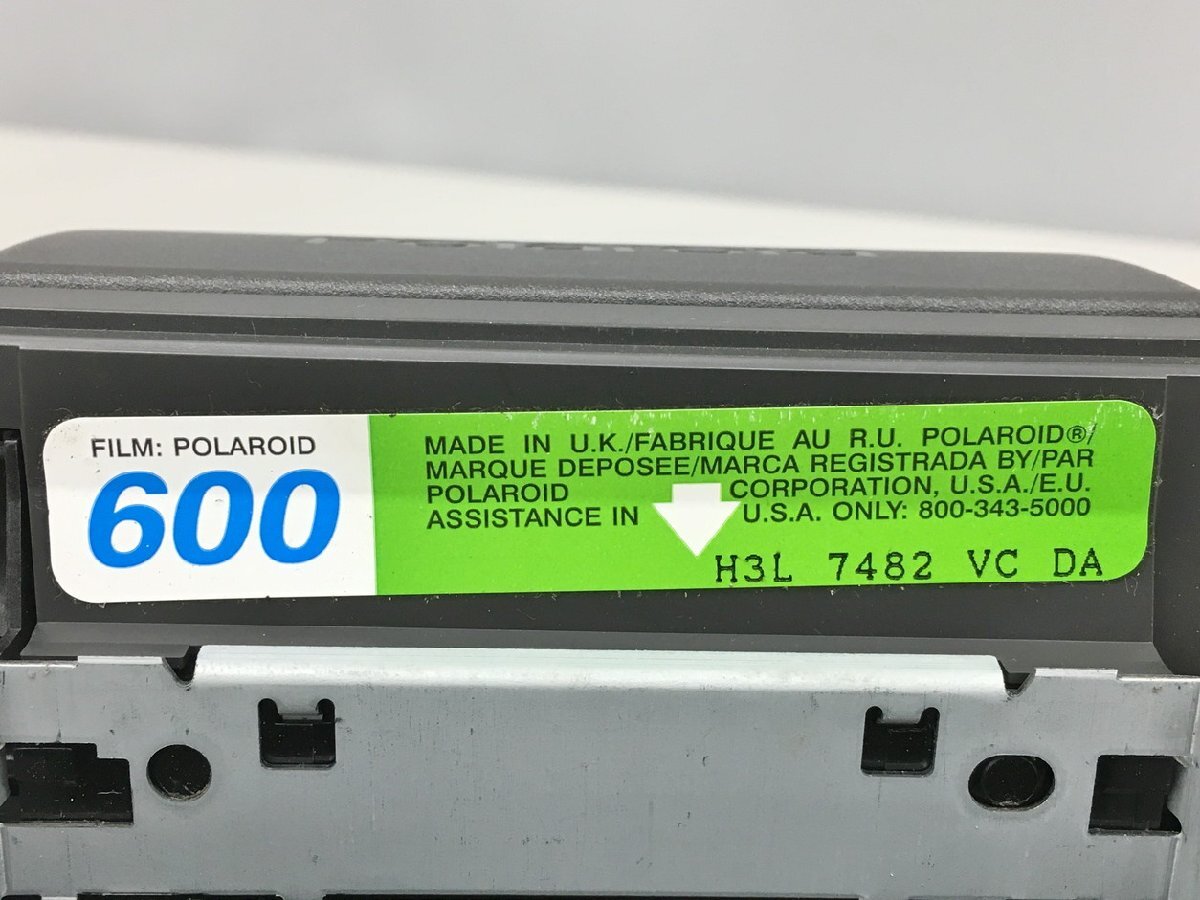 FILM: POLAROID
600
MADE IN U.K./FABRIQUE AU R.U. POLAROID®/
MARQUE DEPOSEE/MARCA REGISTRADA BY/PAR
POLAROID CORPORATION, U.S.A./E.U.
ASSISTANCE IN U.S.A. ONLY: 800-343-5000
H3L 7482 VC DA